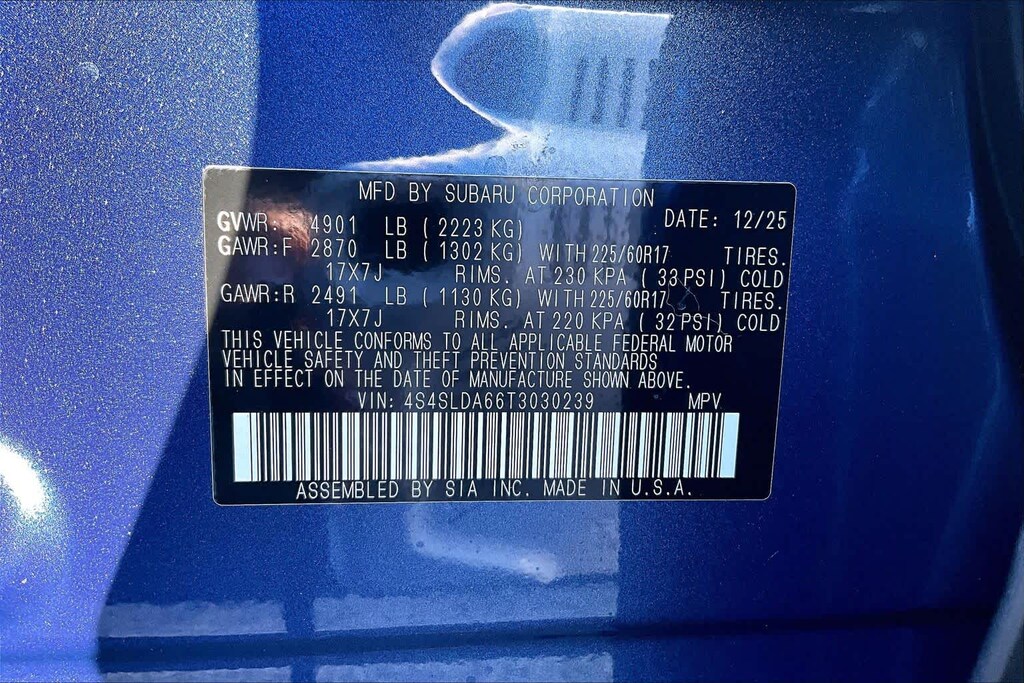 MFD BY SUBARU CORPORATION
GVWR: 4901 LB ( 2223 KG) DATE: 12/25
GAWR:F 2870 LB ( 1302 KG) WITH 225/60R17 TIRES.
17X7J RIMS. AT 230 KPA ( 33 PSI) COLD
GAWR:R 2491 LB ( 1130 KG) WITH 225/60R17 TIRES.
17X7J RIMS. AT 220 KPA ( 32 PSI) COLD
THIS VEHICLE CONFORMS TO ALL APPLICABLE FEDERAL MOTOR
VEHICLE SAFETY AND THEFT PREVENTION STANDARDS
IN EFFECT ON THE DATE OF MANUFACTURE SHOWN ABOVE.
VIN: 4S4SLDA66T3030239 MPV
ASSEMBLED BY SIA INC. MADE IN U.S.A.